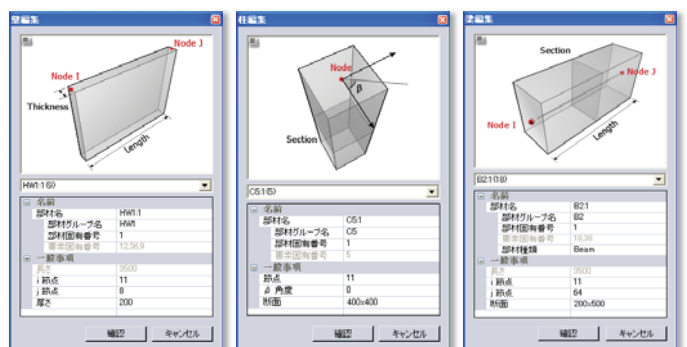 壁編集
Node J
Node I
Thickness
Length
HW1:1(9)
名前
部材名 HW1:1
部材グループ名 HW1
部材固有番号 1
要素固有番号 12,36,9
一般事項
長さ 3500
i 節点 11
j 節点 8
厚さ 200
確認 キャンセル
柱編集
Node
β
Section
C5:1(5)
名前
部材名 C5:1
部材グループ名 C5
部材固有番号 1
要素固有番号 5
一般事項
節点 11
β 角度 0
断面 400x400
確認 キャンセル
梁編集
Section
Node J
Node I
Length
B2:1(18)
名前
部材名 B2:1
部材グループ名 B2
部材固有番号 1
要素固有番号 18,38
部材種類 Beam
一般事項
長さ 3500
i 節点 11
j 節点 64
断面 200x500
確認 キャンセル